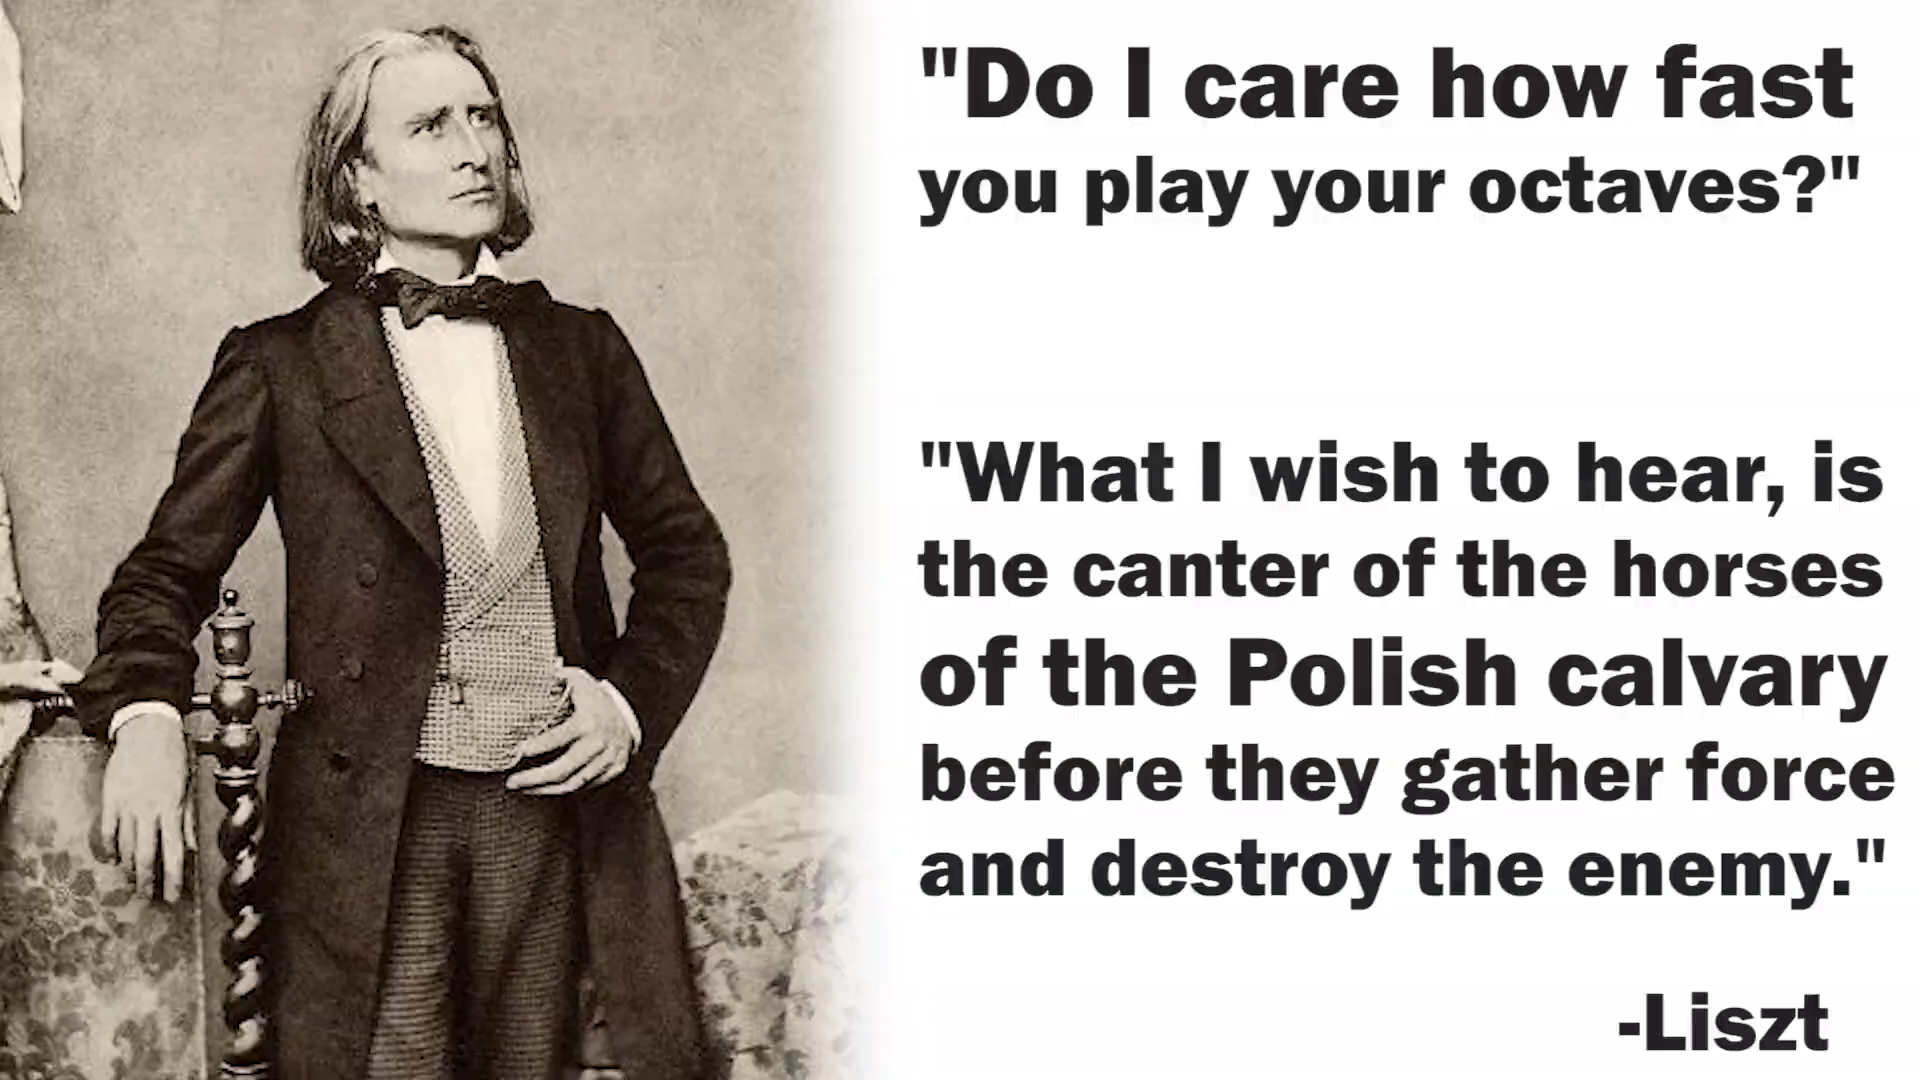 "Do I care how fast
you play your octaves?"
"What I wish to hear, is
the canter of the horses
of the Polish calvary
before they gather force
and destroy the enemy."
-Liszt